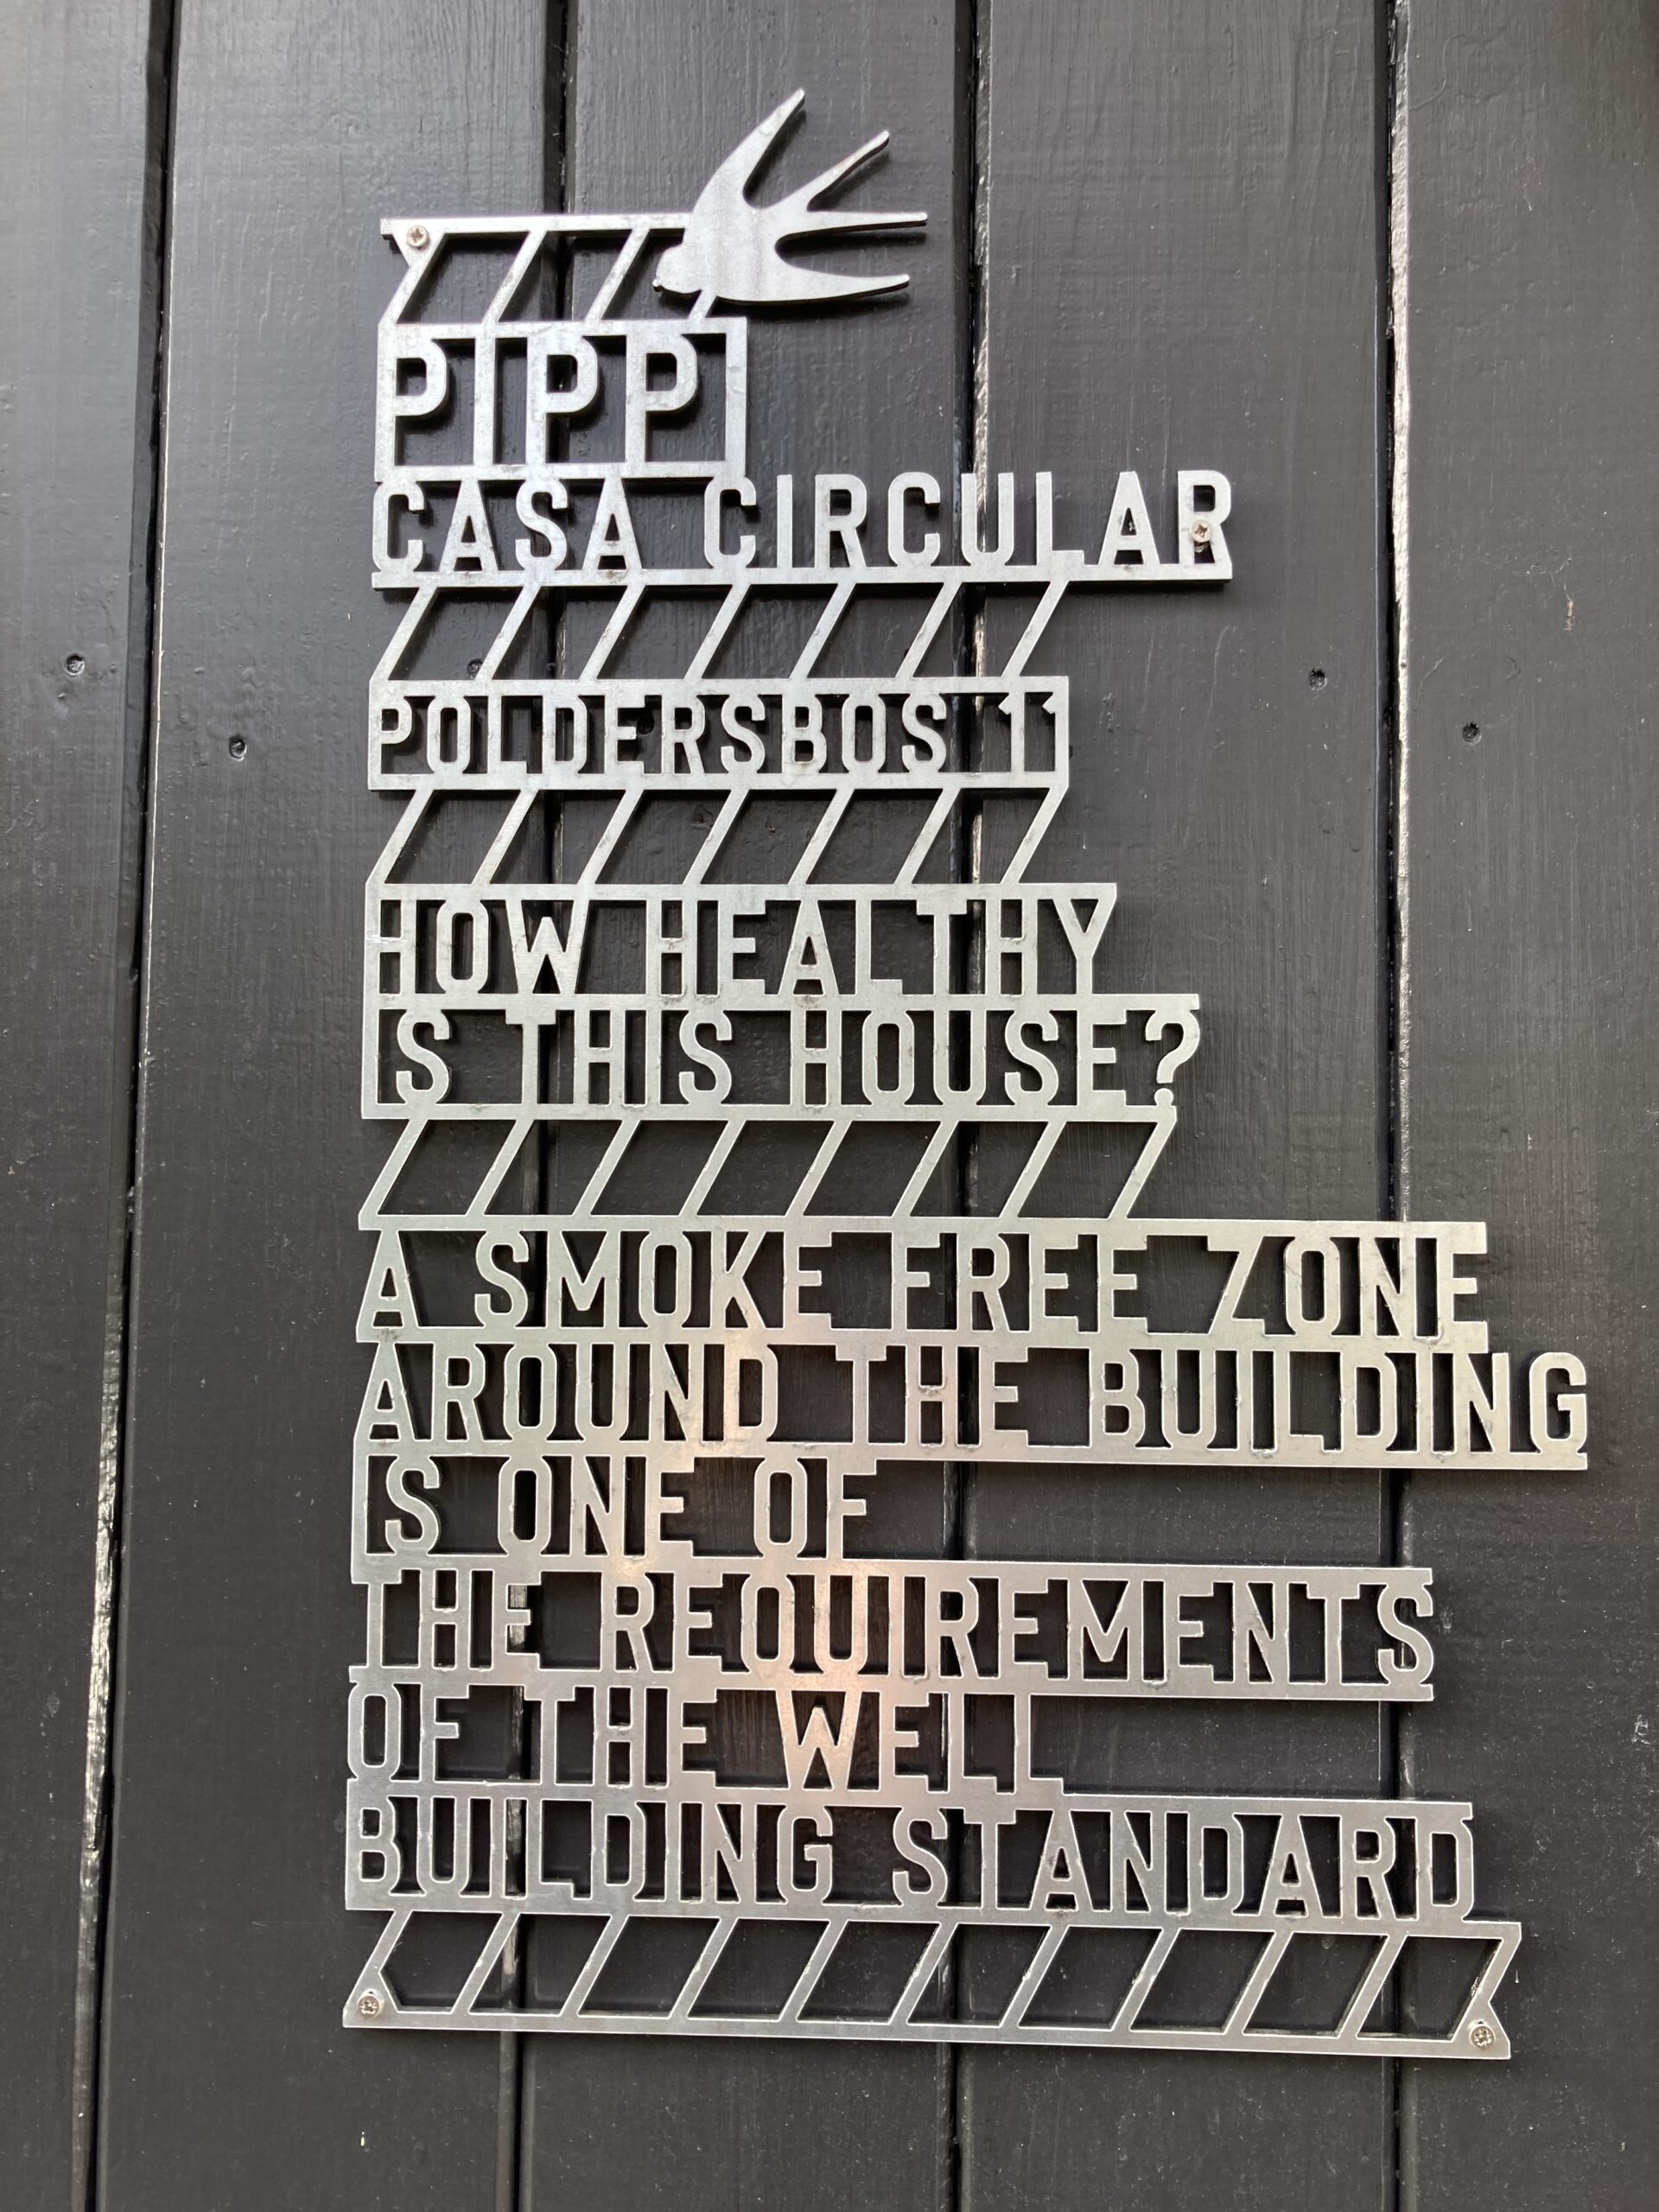 PIPPI
CASA CIRCULAR
POLDERSBOS 11
HOW HEALTHY
IS THIS HOUSE?
A SMOKE FREE ZONE
AROUND THE BUILDING
IS ONE OF
THE REQUIREMENTS
OF THE WELL
BUILDING STANDARD